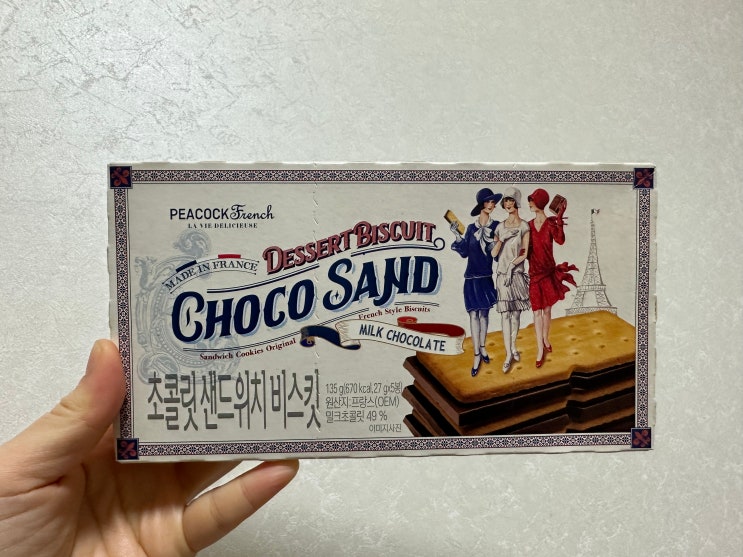 PEACOCK French
LA VIE DELICIEUSE
MADE IN FRANCE
DESSERT BISCUIT
CHOCO SAND
French Style Biscuits
Sandwich Cookies Original
MILK CHOCOLATE
초콜릿 샌드위치 비스킷
135 g(670 kcal, 27 g×5봉)
원산지:프랑스(OEM)
밀크초콜릿 49 %
이미지사진